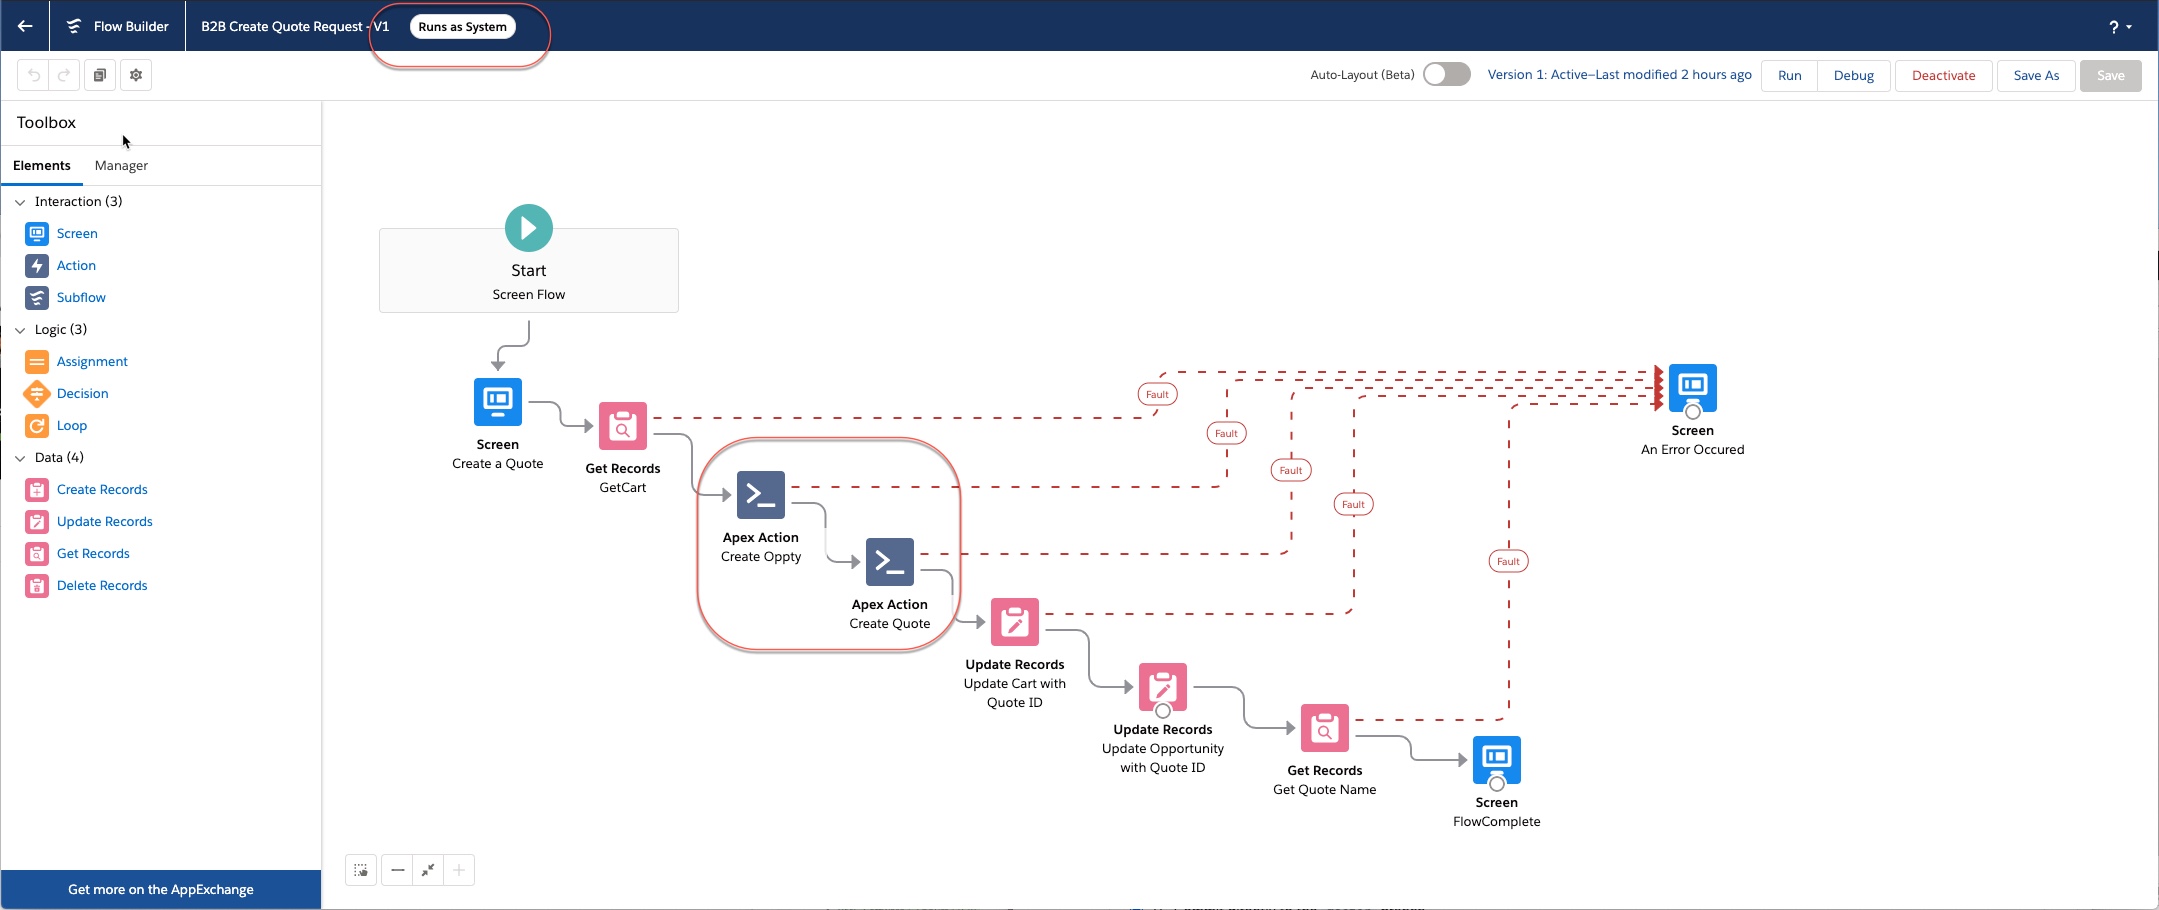 Flow Builder
B2B Create Quote Request - V1
Runs as System
?
Auto-Layout (Beta)
Version 1: Active—Last modified 2 hours ago
Run
Debug
Deactivate
Save As
Save
Toolbox
Elements
Manager
Interaction (3)
Screen
Action
Subflow
Logic (3)
Assignment
Decision
Loop
Data (4)
Create Records
Update Records
Get Records
Delete Records
Get more on the AppExchange
Start
Screen Flow
Screen
Create a Quote
Get Records
GetCart
Apex Action
Create Oppty
Apex Action
Create Quote
Update Records
Update Cart with
Quote ID
Update Records
Update Opportunity
with Quote ID
Get Records
Get Quote Name
Screen
FlowComplete
Fault
Fault
Fault
Fault
Fault
Screen
An Error Occured